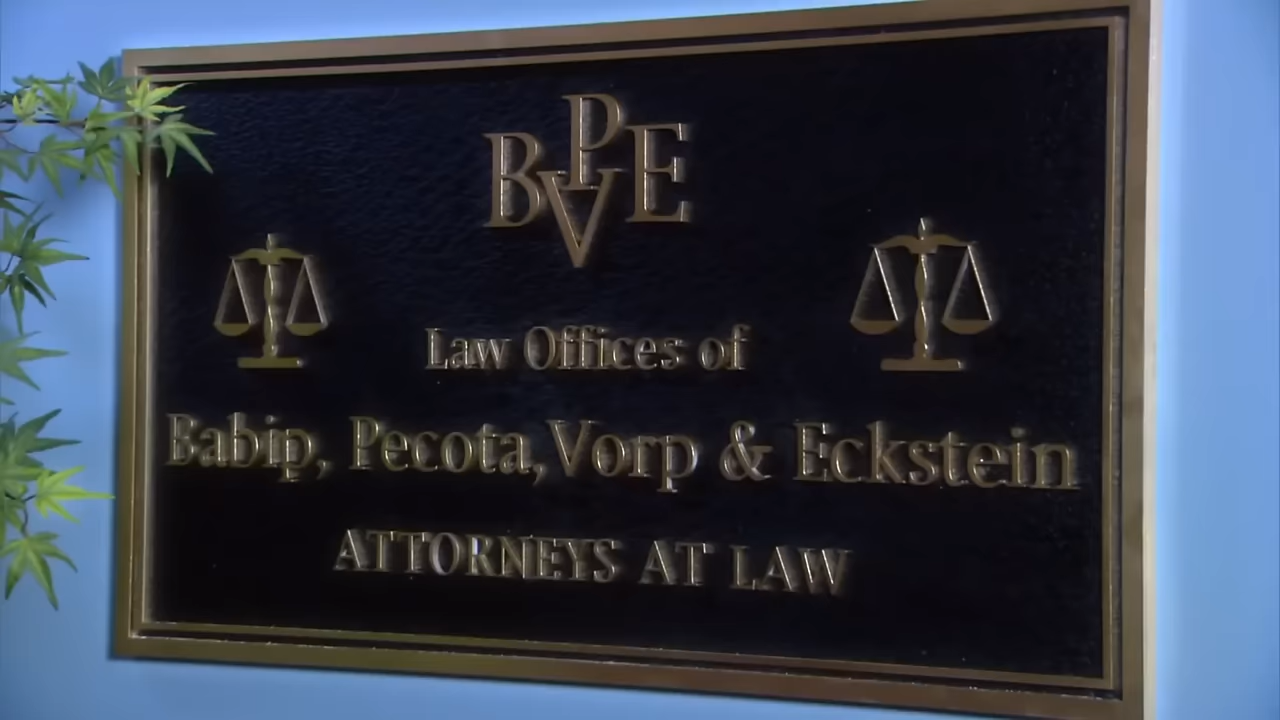 BPVE
Law Offices of
Babip, Pecota, Vorp & Eckstein
ATTORNEYS AT LAW